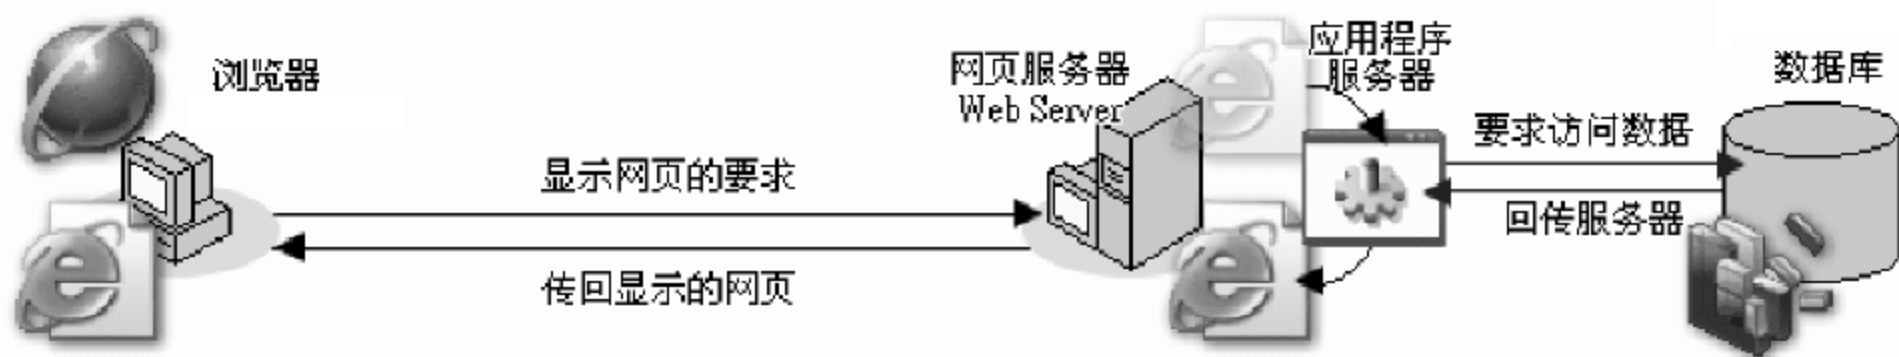 浏览器
显示网页的要求
传回显示的网页
网页服务器
Web Server
应用程序
服务器
要求访问数据
回传服务器
数据库